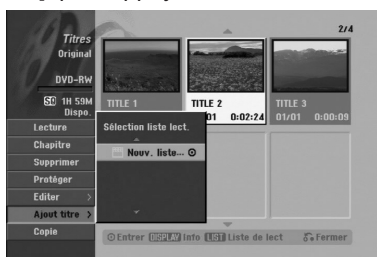 Titres
2/4
Original
DVD-RW
SQ 1H 59M
Dispo.
TITLE 1
TITLE 2
/01 0:02:24
TITLE 3
01/01 0:00:09
Lecture
Chapitre
Supprimer
Protéger
Editer >
Ajout titre >
Copie
Sélection liste lect.
Nouv. liste...
Entrer DISPLAY Info LIST Liste de lect Fermer